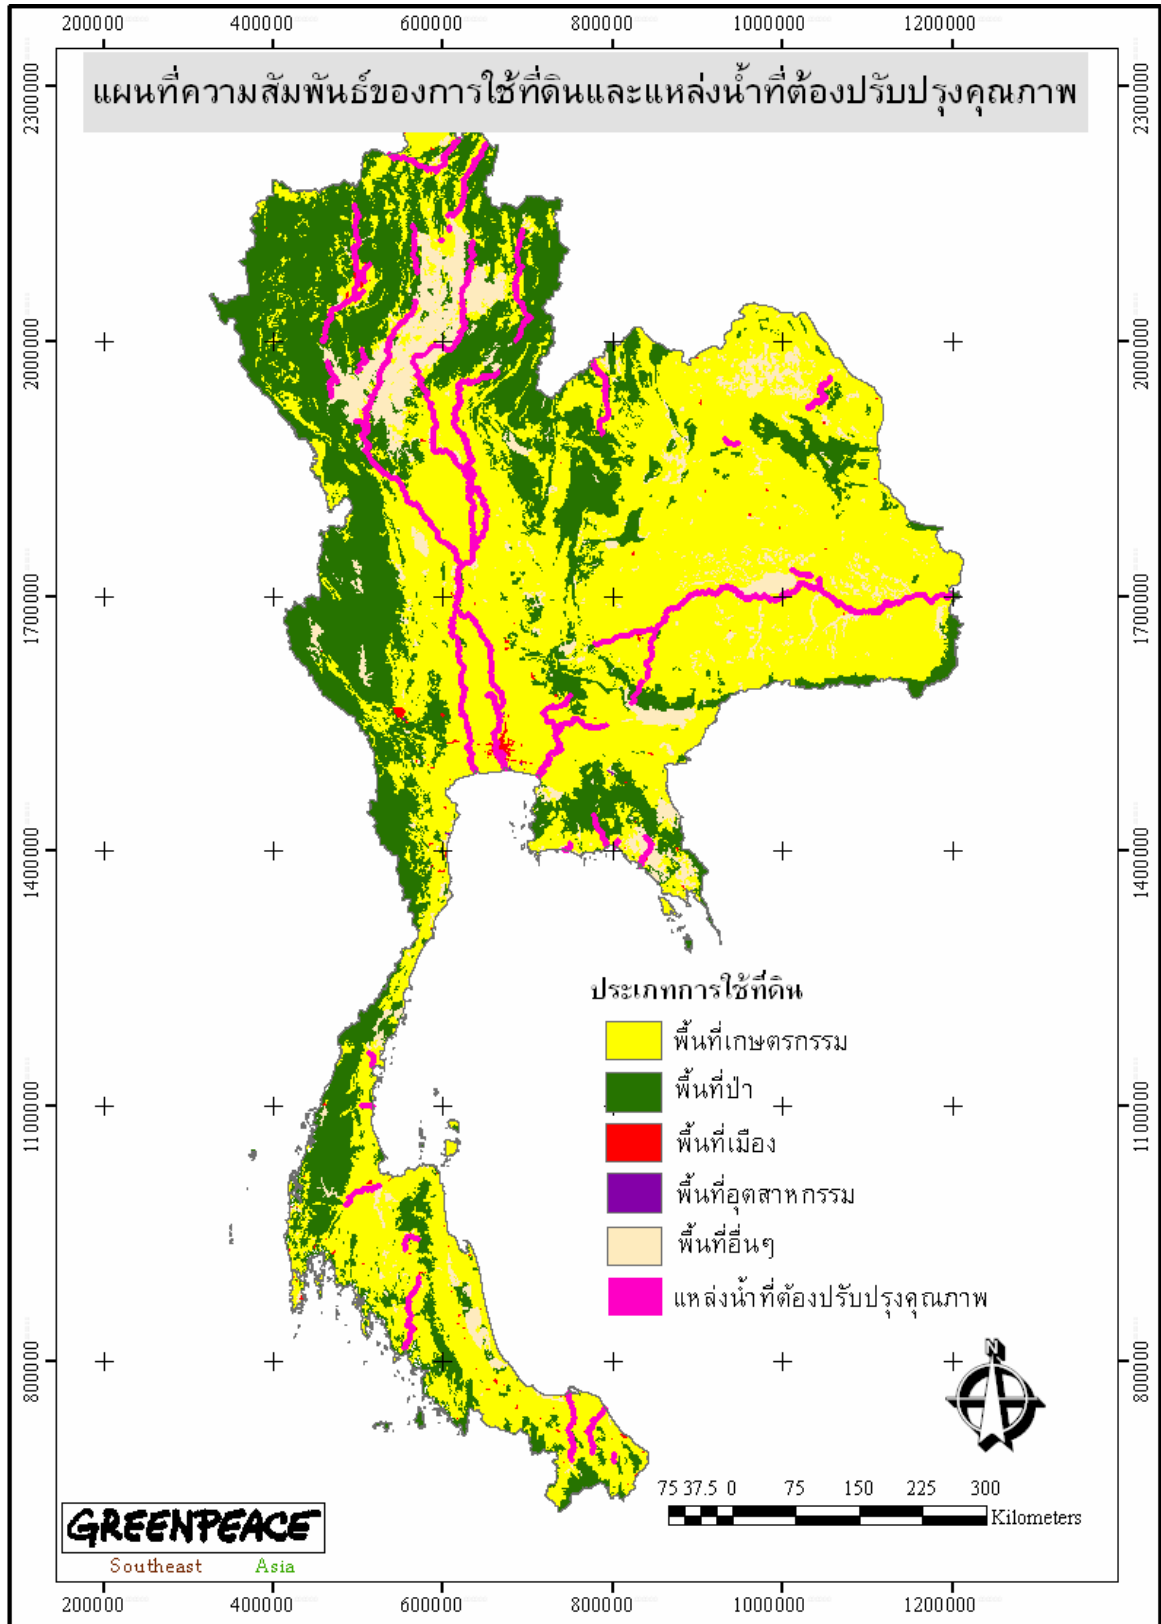 200000 400000 600000 800000 1000000 1200000
แผนที่ความสัมพันธ์ของการใช้ที่ดินและแหล่งน้ำที่ต้องปรับปรุงคุณภาพ
2300000 2300000
2000000 2000000
1700000 1700000
1400000 1400000
ประเภทการใช้ที่ดิน
พื้นที่เกษตรกรรม
พื้นที่ป่า
1100000 1100000
พื้นที่เมือง
พื้นที่อุตสาหกรรม
พื้นที่อื่นๆ
แหล่งน้ำที่ต้องปรับปรุงคุณภาพ
800000 800000
N
75 37.5 0 75 150 225 300
Kilometers
GREENPEACE
Southeast Asia
200000 400000 600000 800000 1000000 1200000